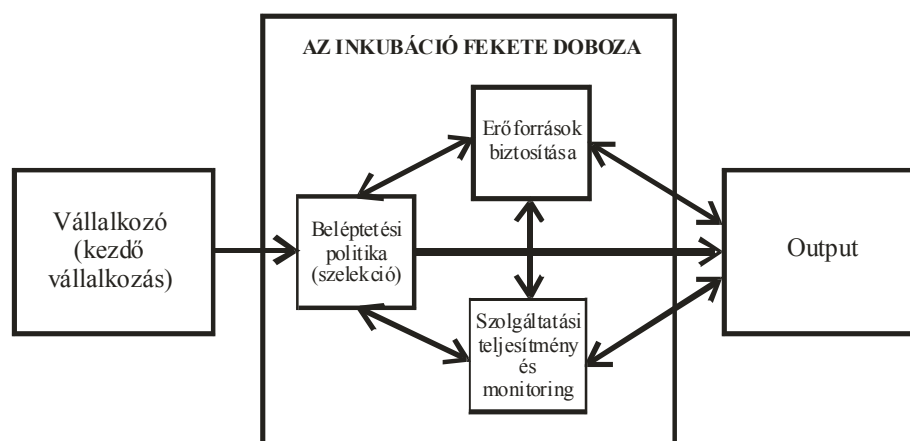 AZ INKUBÁCIÓ FEKETE DOBOZA
Erőforrások
biztosítása
Vállalkozó
(kezdő
vállalkozás)
Beléptetési
politika
(szelekció)
Output
Szolgáltatási
teljesítmény
és
monitoring